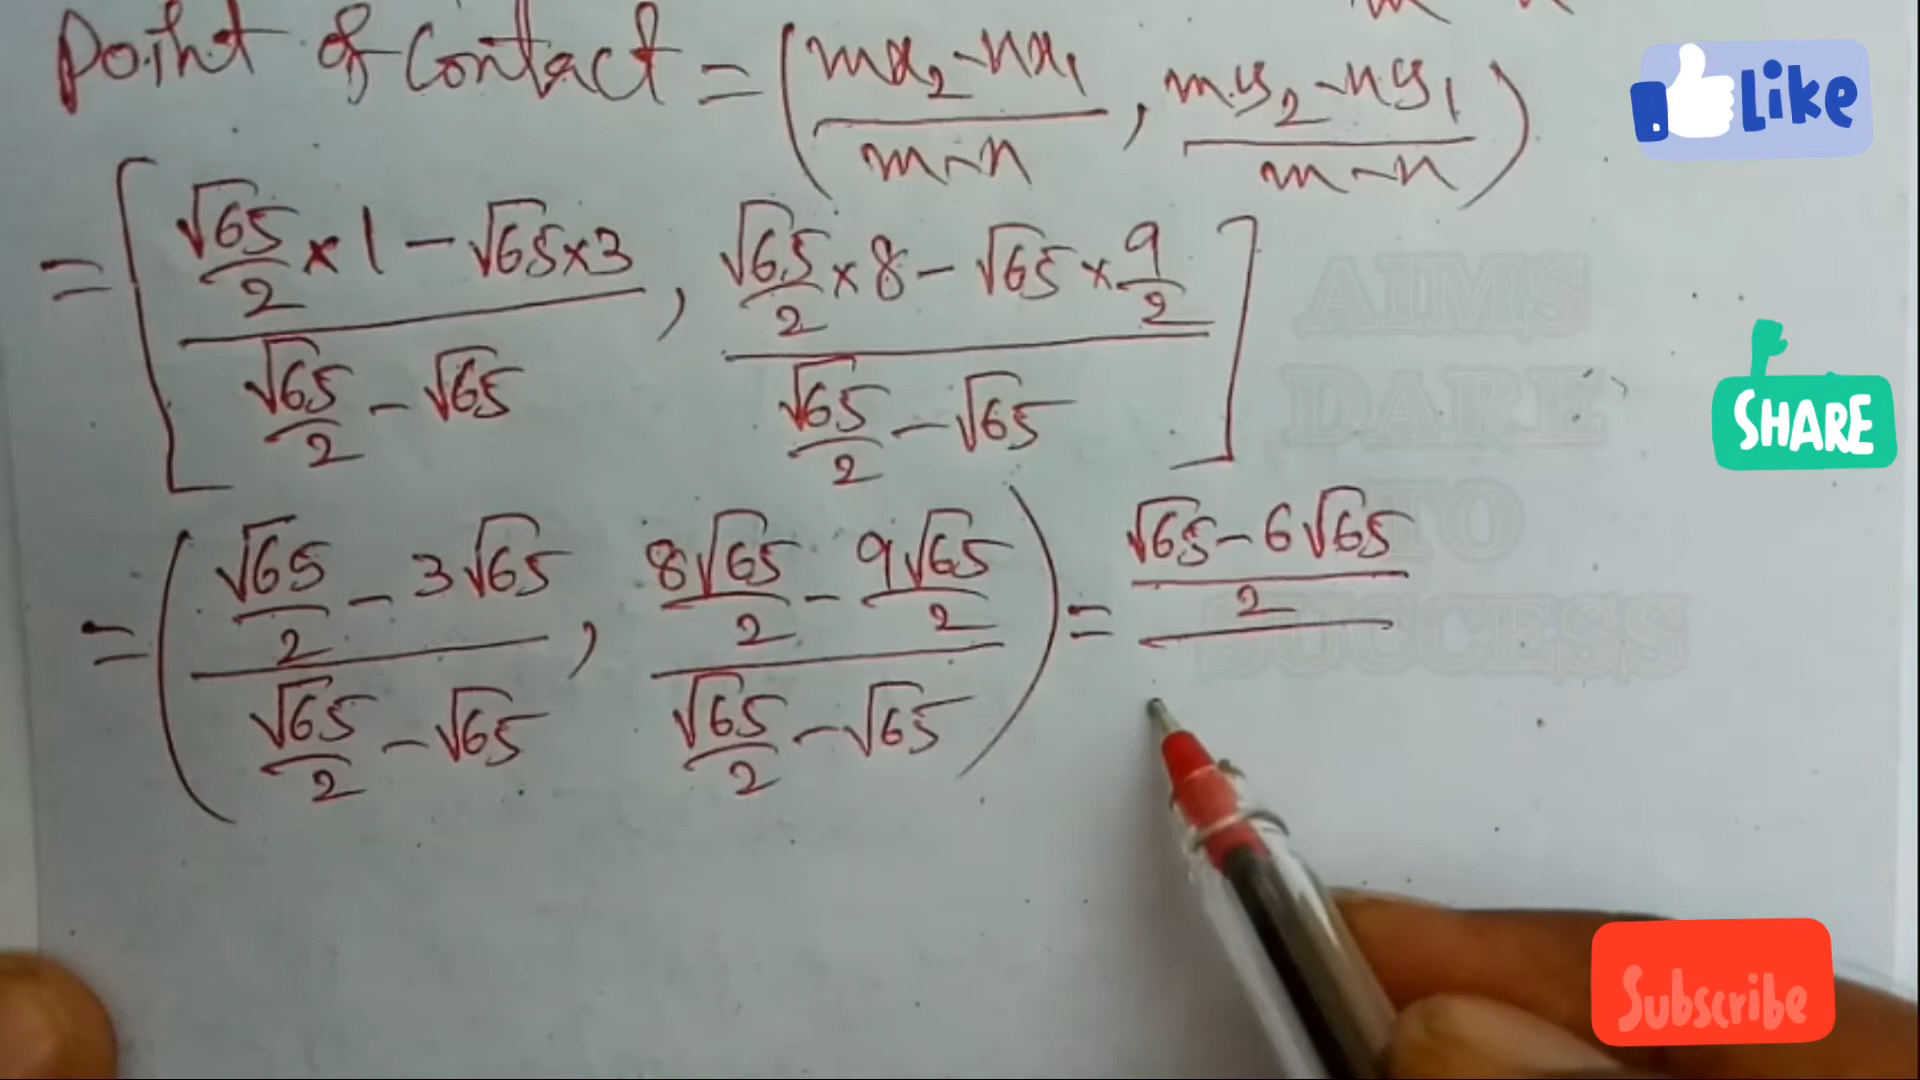 Point of Contact = (mx₂-nx₁/m-n, my₂-ny₁/m-n)
= [√65/2 × 1 - √65×3 / √65/2 - √65, √65/2 × 8 - √65 × 9/2 / √65/2 - √65]
= (√65/2 - 3√65 / √65/2 - √65, 8√65/2 - 9√65/2 / √65/2 - √65) = √65-6√65/2
Like
SHARE
AIMS
DARE
TO
SUCCESS
Subscribe